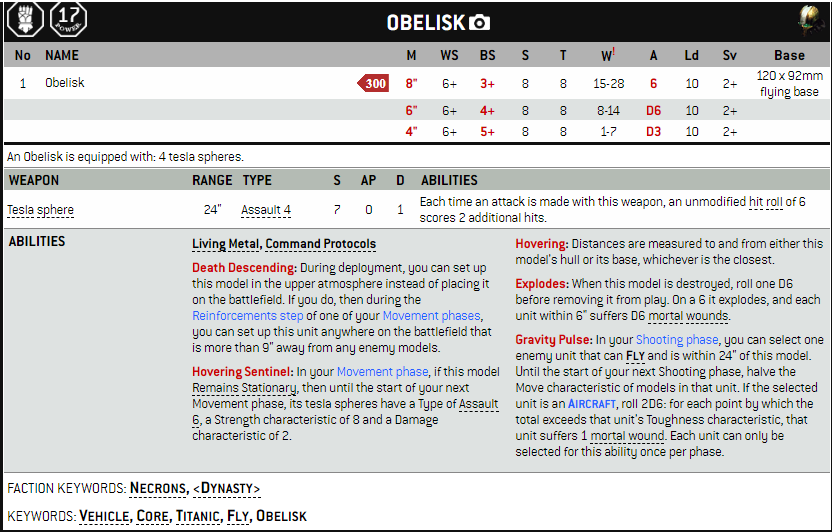 17
POWER
OBELISK
No NAME M WS BS S T W! A Ld Sv Base
1 Obelisk 300 8" 6+ 3+ 8 8 15-28 6 10 2+ 120 x 92mm
flying base
6" 6+ 4+ 8 8 8-14 D6 10 2+
4" 6+ 5+ 8 8 1-7 D3 10 2+
An Obelisk is equipped with: 4 tesla spheres.
WEAPON RANGE TYPE S AP D ABILITIES
Tesla sphere 24" Assault 4 7 0 1 Each time an attack is made with this weapon, an unmodified hit roll of 6
scores 2 additional hits.
ABILITIES
Living Metal, Command Protocols
Death Descending: During deployment, you can set up
this model in the upper atmosphere instead of placing it
on the battlefield. If you do, then during the
Reinforcements step of one of your Movement phases,
you can set up this unit anywhere on the battlefield that
is more than 9" away from any enemy models.
Hovering Sentinel: In your Movement phase, if this model
Remains Stationary, then until the start of your next
Movement phase, its tesla spheres have a Type of Assault
6, a Strength characteristic of 8 and a Damage
characteristic of 2.
Hovering: Distances are measured to and from either this
model's hull or its base, whichever is the closest.
Explodes: When this model is destroyed, roll one D6
before removing it from play. On a 6 it explodes, and each
unit within 6" suffers D6 mortal wounds.
Gravity Pulse: In your Shooting phase, you can select one
enemy unit that can FLY and is within 24" of this model.
Until the start of your next Shooting phase, halve the
Move characteristic of models in that unit. If the selected
unit is an AIRCRAFT, roll 2D6: for each point by which the
total exceeds that unit's Toughness characteristic, that
unit suffers 1 mortal wound. Each unit can only be
selected for this ability once per phase.
FACTION KEYWORDS: NECRONS, <DYNASTY>
KEYWORDS: VEHICLE, CORE, TITANIC, FLY, OBELISK